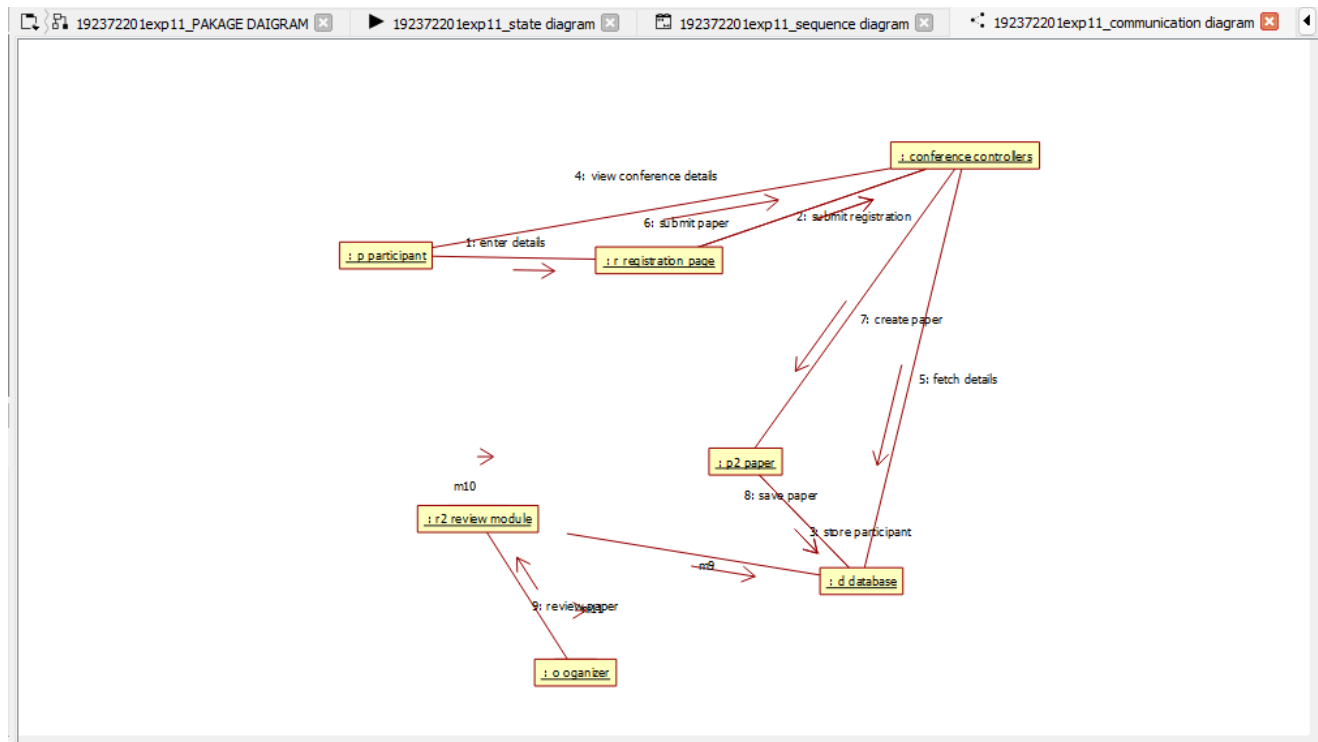 192372201exp11_PAKAGE DAIGRAM
192372201exp11_state diagram
192372201exp11_sequence diagram
192372201exp11_communication diagram
: conference controllers
4: view conference details
6: submit paper
2: submit registration
1: enter details
: p participant
: r registration page
7: create paper
5: fetch details
: p2 paper
m10
8: save paper
: r2 review module
3: store participant
m9
: d database
9: review paper
m11
: o oganizer